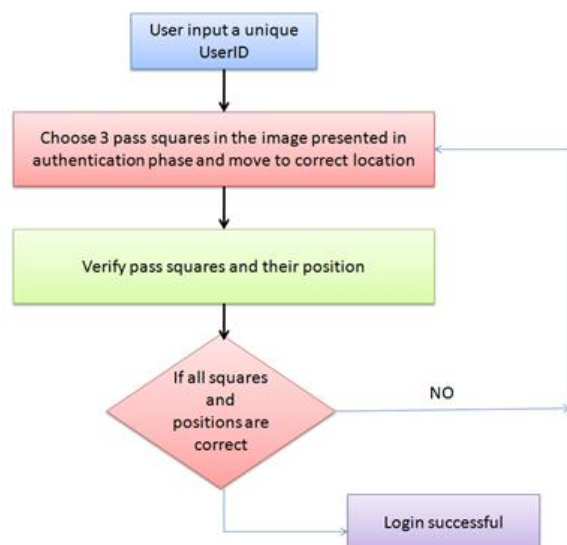 User input a unique
UserID
Choose 3 pass squares in the image presented in
authentication phase and move to correct location
Verify pass squares and their position
If all squares
and
positions are
correct
NO
Login successful